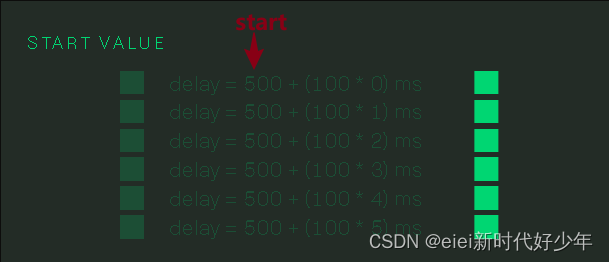 start
START VALUE
delay = 500 + (100 * 0) ms
delay = 500 + (100 * 1) ms
delay = 500 + (100 * 2) ms
delay = 500 + (100 * 3) ms
delay = 500 + (100 * 4) ms
delay = 500 + (100 * 5) ms
CSDN @eiei新时代好少年